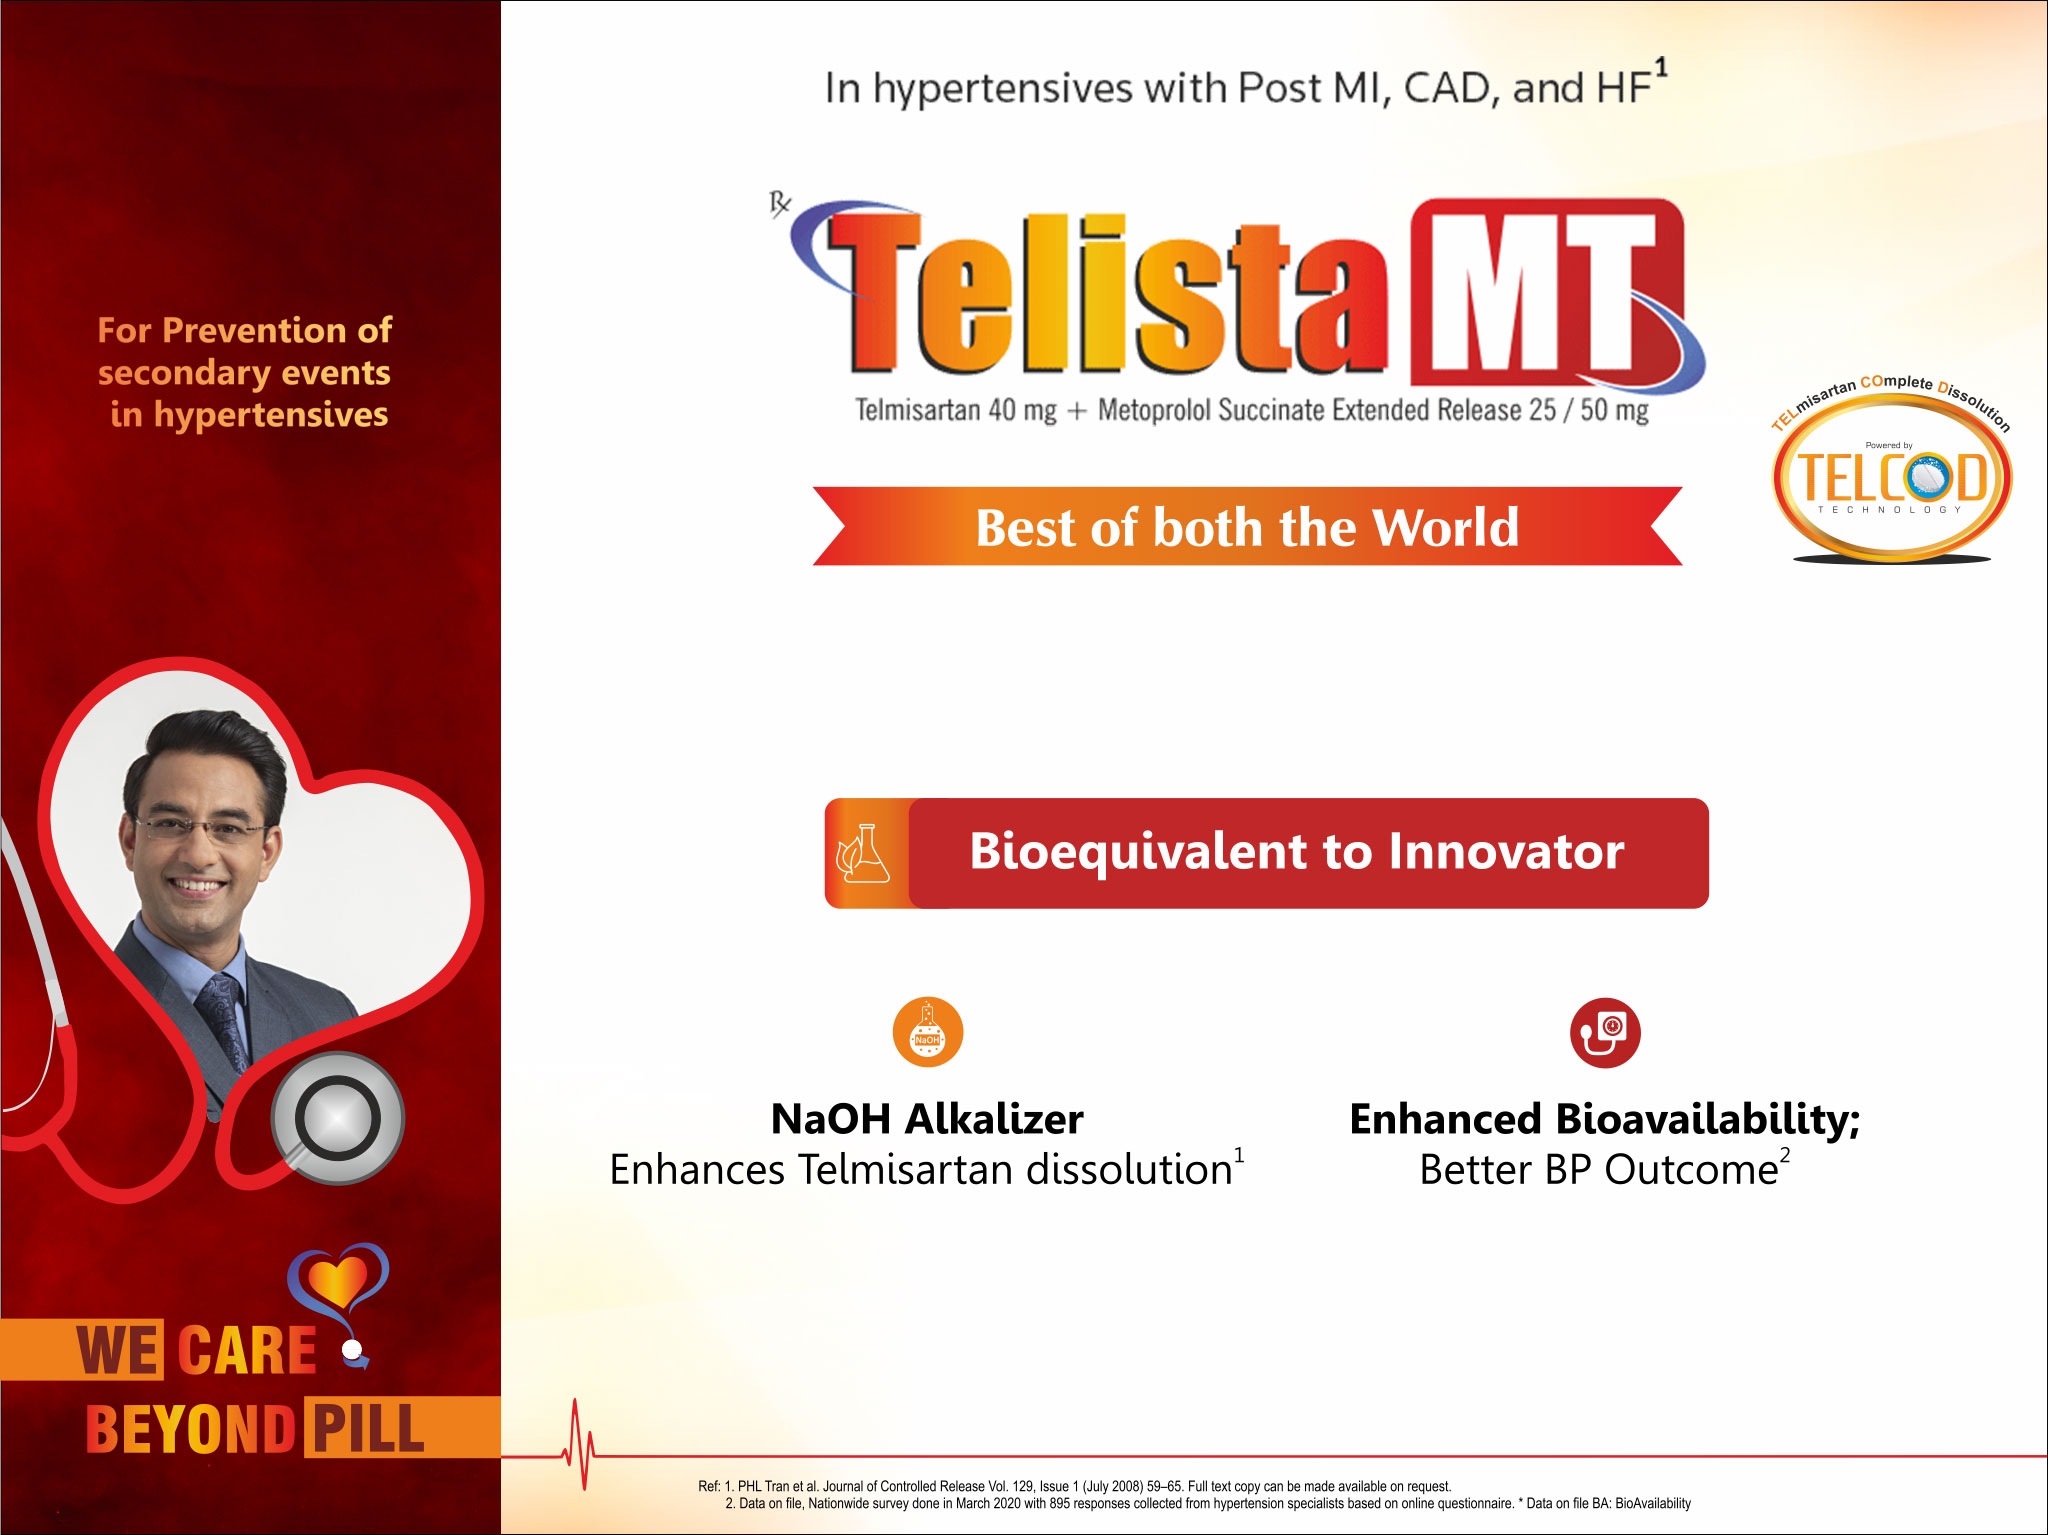 For Prevention of
secondary events
in hypertensives
WE CARE
BEYOND PILL
In hypertensives with Post MI, CAD, and HF1
Rx
Telista MT
Telmisartan 40 mg + Metoprolol Succinate Extended Release 25 / 50 mg
TELmisartan COmplete Dissolution
Powered by
TELCOD
TECHNOLOGY
Best of both the World
Bioequivalent to Innovator
NaOH
NaOH Alkalizer
Enhances Telmisartan dissolution1
Enhanced Bioavailability;
Better BP Outcome2
Ref: 1. PHL Tran et al. Journal of Controlled Release Vol. 129, Issue 1 (July 2008) 59–65. Full text copy can be made available on request.
2. Data on file, Nationwide survey done in March 2020 with 895 responses collected from hypertension specialists based on online questionnaire. * Data on file BA: BioAvailability